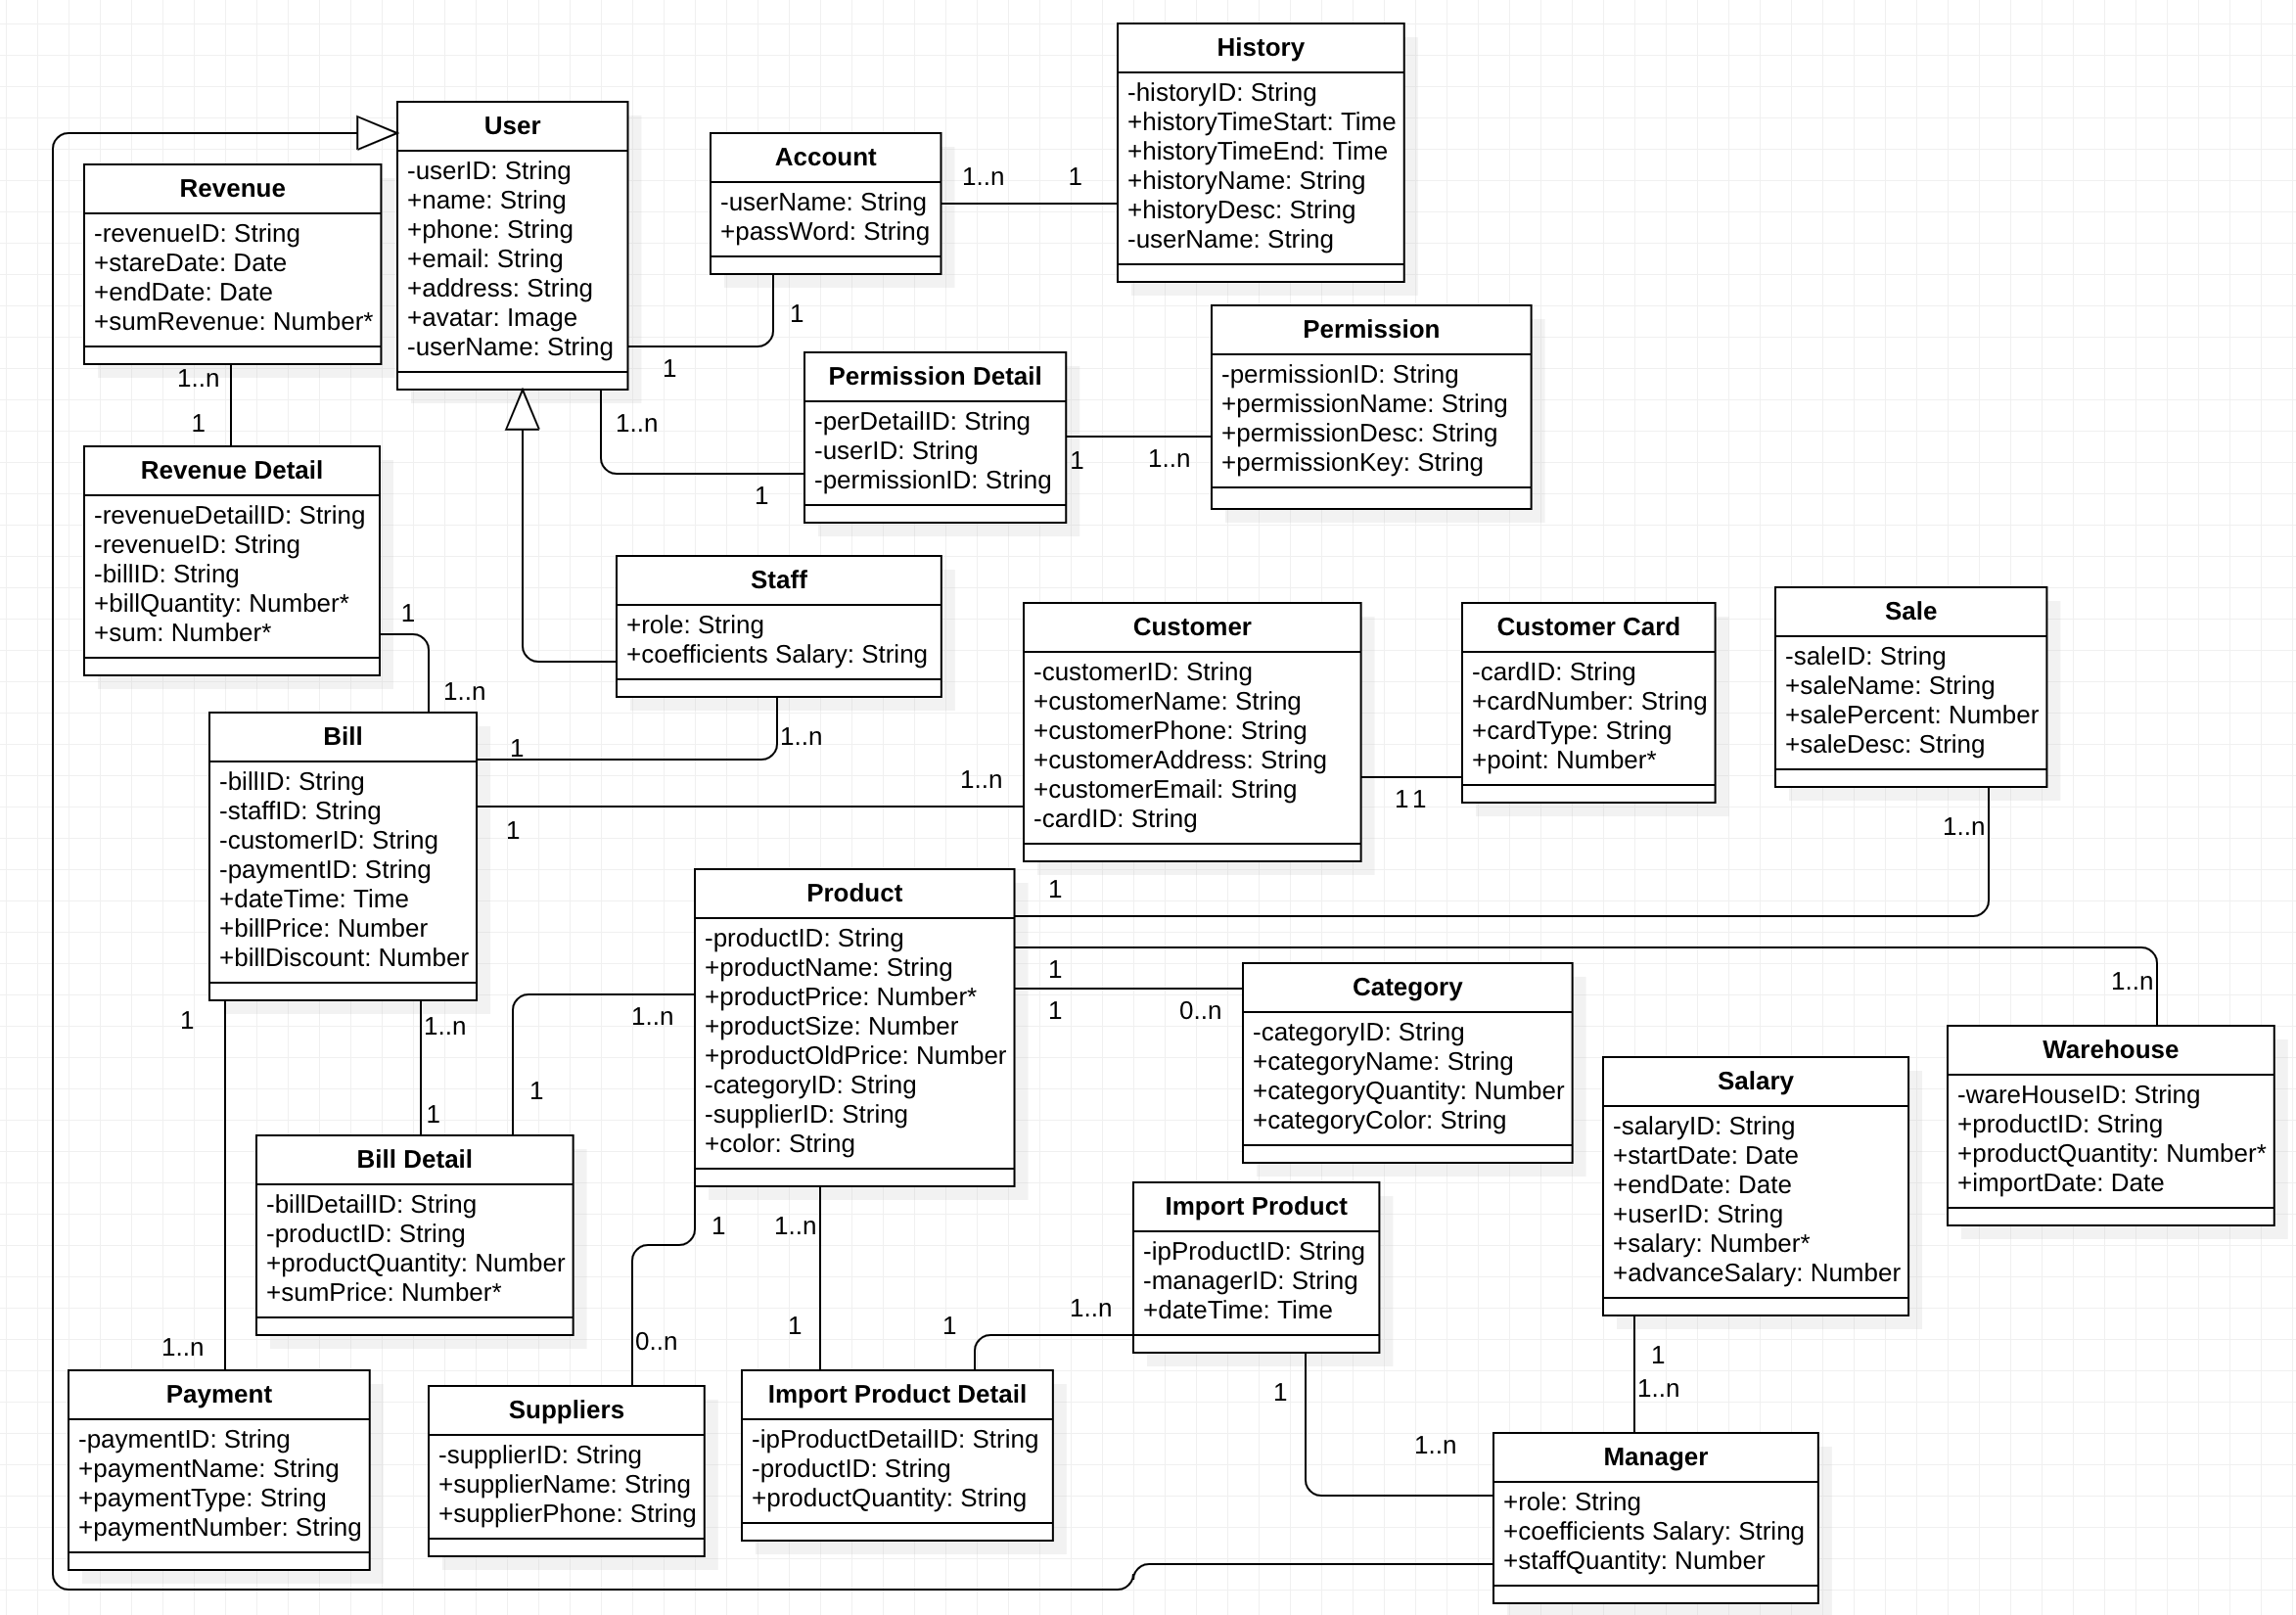 History
-historyID: String
+historyTimeStart: Time
+historyTimeEnd: Time
+historyName: String
+historyDesc: String
-userName: String
User
-userID: String
+name: String
+phone: String
+email: String
+address: String
+avatar: Image
-userName: String
Account
-userName: String
+passWord: String
1..n
1
1
1
Revenue
-revenueID: String
+stareDate: Date
+endDate: Date
+sumRevenue: Number*
1..n
1
Permission
-permissionID: String
+permissionName: String
+permissionDesc: String
+permissionKey: String
Permission Detail
-perDetailID: String
-userID: String
-permissionID: String
1..n
1
1
1..n
Revenue Detail
-revenueDetailID: String
-revenueID: String
-billID: String
+billQuantity: Number*
+sum: Number*
1
1..n
Staff
+role: String
+coefficients Salary: String
1..n
1
Customer
-customerID: String
+customerName: String
+customerPhone: String
+customerAddress: String
+customerEmail: String
-cardID: String
1..n
1
Customer Card
-cardID: String
+cardNumber: String
+cardType: String
+point: Number*
1
1
Sale
-saleID: String
+saleName: String
+salePercent: Number
+saleDesc: String
1..n
1
Bill
-billID: String
-staffID: String
-customerID: String
-paymentID: String
+dateTime: Time
+billPrice: Number
+billDiscount: Number
1
1..n
1..n
1
Product
-productID: String
+productName: String
+productPrice: Number*
+productSize: Number
+productOldPrice: Number
-categoryID: String
-supplierID: String
+color: String
1..n
1
1
1..n
1
0..n
Category
-categoryID: String
+categoryName: String
+categoryQuantity: Number
+categoryColor: String
Warehouse
-wareHouseID: String
+productID: String
+productQuantity: Number*
+importDate: Date
Salary
-salaryID: String
+startDate: Date
+endDate: Date
+userID: String
+salary: Number*
+advanceSalary: Number
1
1..n
Bill Detail
-billDetailID: String
-productID: String
+productQuantity: Number
+sumPrice: Number*
1
0..n
1..n
1
Import Product
-ipProductID: String
-managerID: String
+dateTime: Time
1..n
1
1
1..n
Payment
-paymentID: String
+paymentName: String
+paymentType: String
+paymentNumber: String
Suppliers
-supplierID: String
+supplierName: String
+supplierPhone: String
Import Product Detail
-ipProductDetailID: String
-productID: String
+productQuantity: String
Manager
+role: String
+coefficients Salary: String
+staffQuantity: Number